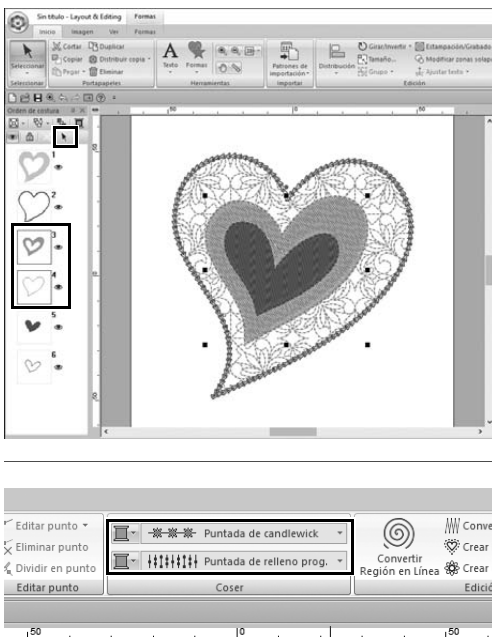 Sin título - Layout & Editing Formas
Inicio Imagen Ver Formas
Seleccionar
Cortar Duplicar
Copiar Distribuir copia
Pegar Eliminar
Texto Formas
Patrones de importación
Distribución
Girar/Invertir Estampación/Grabado
Tamaño... Modificar zonas solap
Grupo Ajustar texto
Seleccionar Portapapeles Herramientas Importar Edición
Orden de costura
1
2
3
4
5
6
Editar punto
Eliminar punto
Dividir en punto
Editar punto
Puntada de candlewick
Puntada de relleno prog.
Coser
Convertir Región en Línea
Conve
Crear
Crear
Edició
50 0 50